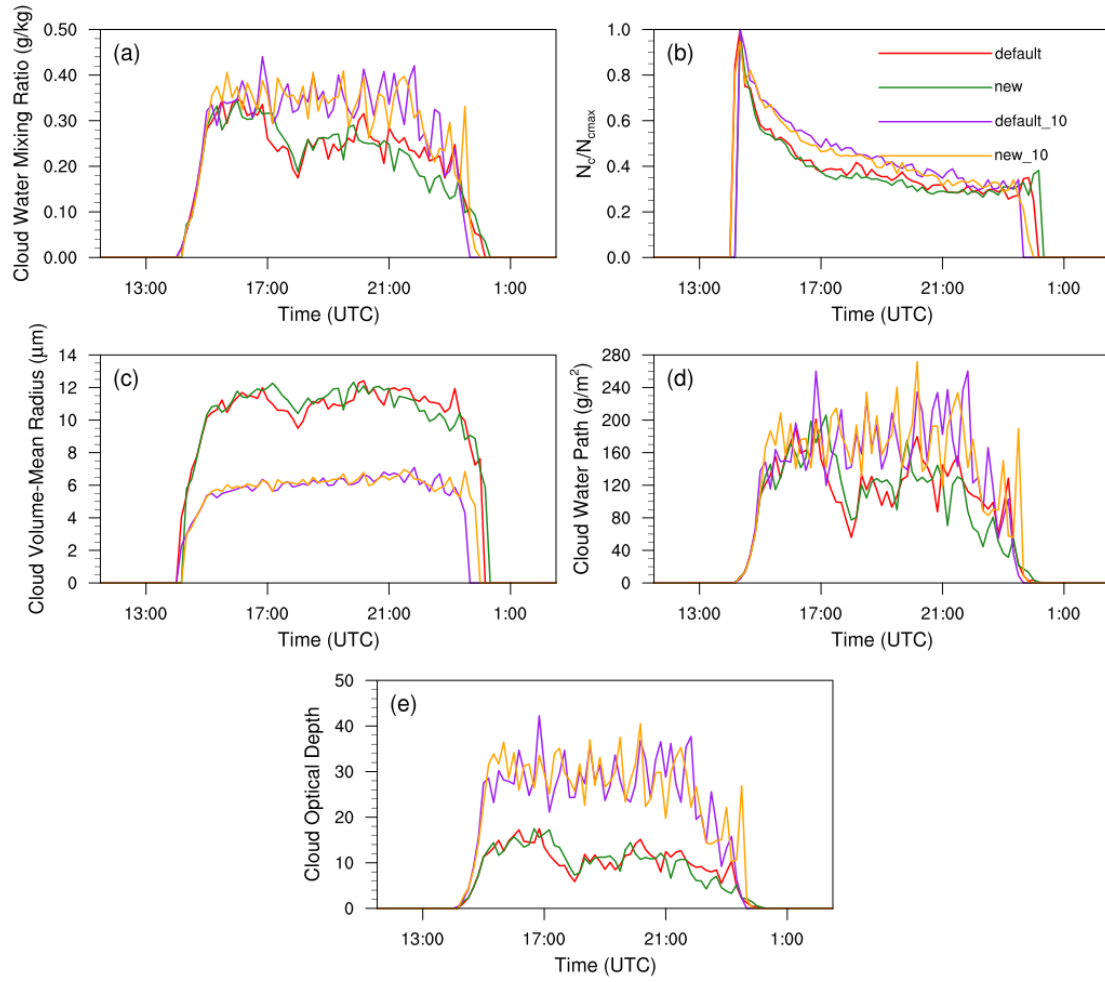 (a)
Cloud Water Mixing Ratio (g/kg)
0.50
0.40
0.30
0.20
0.10
0.00
13:00 17:00 21:00 1:00
Time (UTC)
(b)
N_c/N_cmax
1.0
0.8
0.6
0.4
0.2
0.0
default
new
default_10
new_10
13:00 17:00 21:00 1:00
Time (UTC)
(c)
Cloud Volume-Mean Radius (μm)
14
12
10
8
6
4
2
0
13:00 17:00 21:00 1:00
Time (UTC)
(d)
Cloud Water Path (g/m²)
280
240
200
160
120
80
40
0
13:00 17:00 21:00 1:00
Time (UTC)
(e)
Cloud Optical Depth
50
40
30
20
10
0
13:00 17:00 21:00 1:00
Time (UTC)